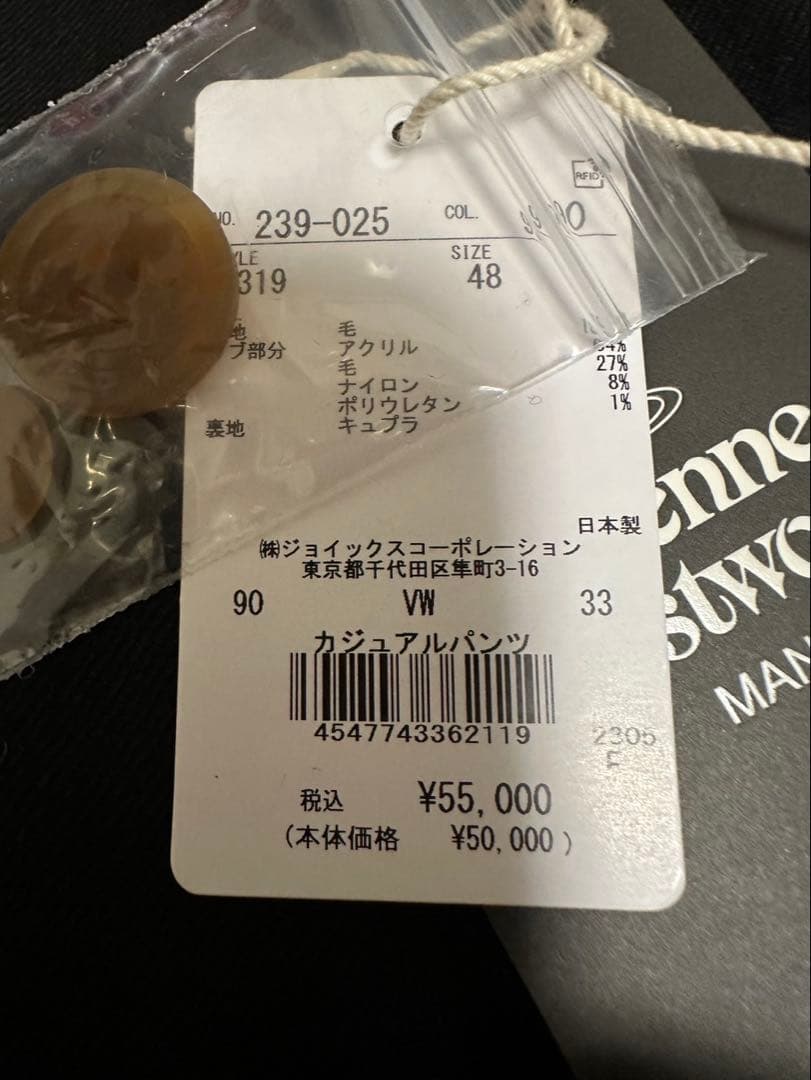 RFID
NO. 239-025 COL.
SIZE
319 48
毛
ブ部分 アクリル
毛 27%
ナイロン 8%
ポリウレタン 1%
裏地 キュプラ
日本製
㈱ジョイックスコーポレーション
東京都千代田区隼町3-16
90 VW 33
カジュアルパンツ
4547743362119
2305
税込 ¥55,000
(本体価格 ¥50,000)
enne
stwo
MAN